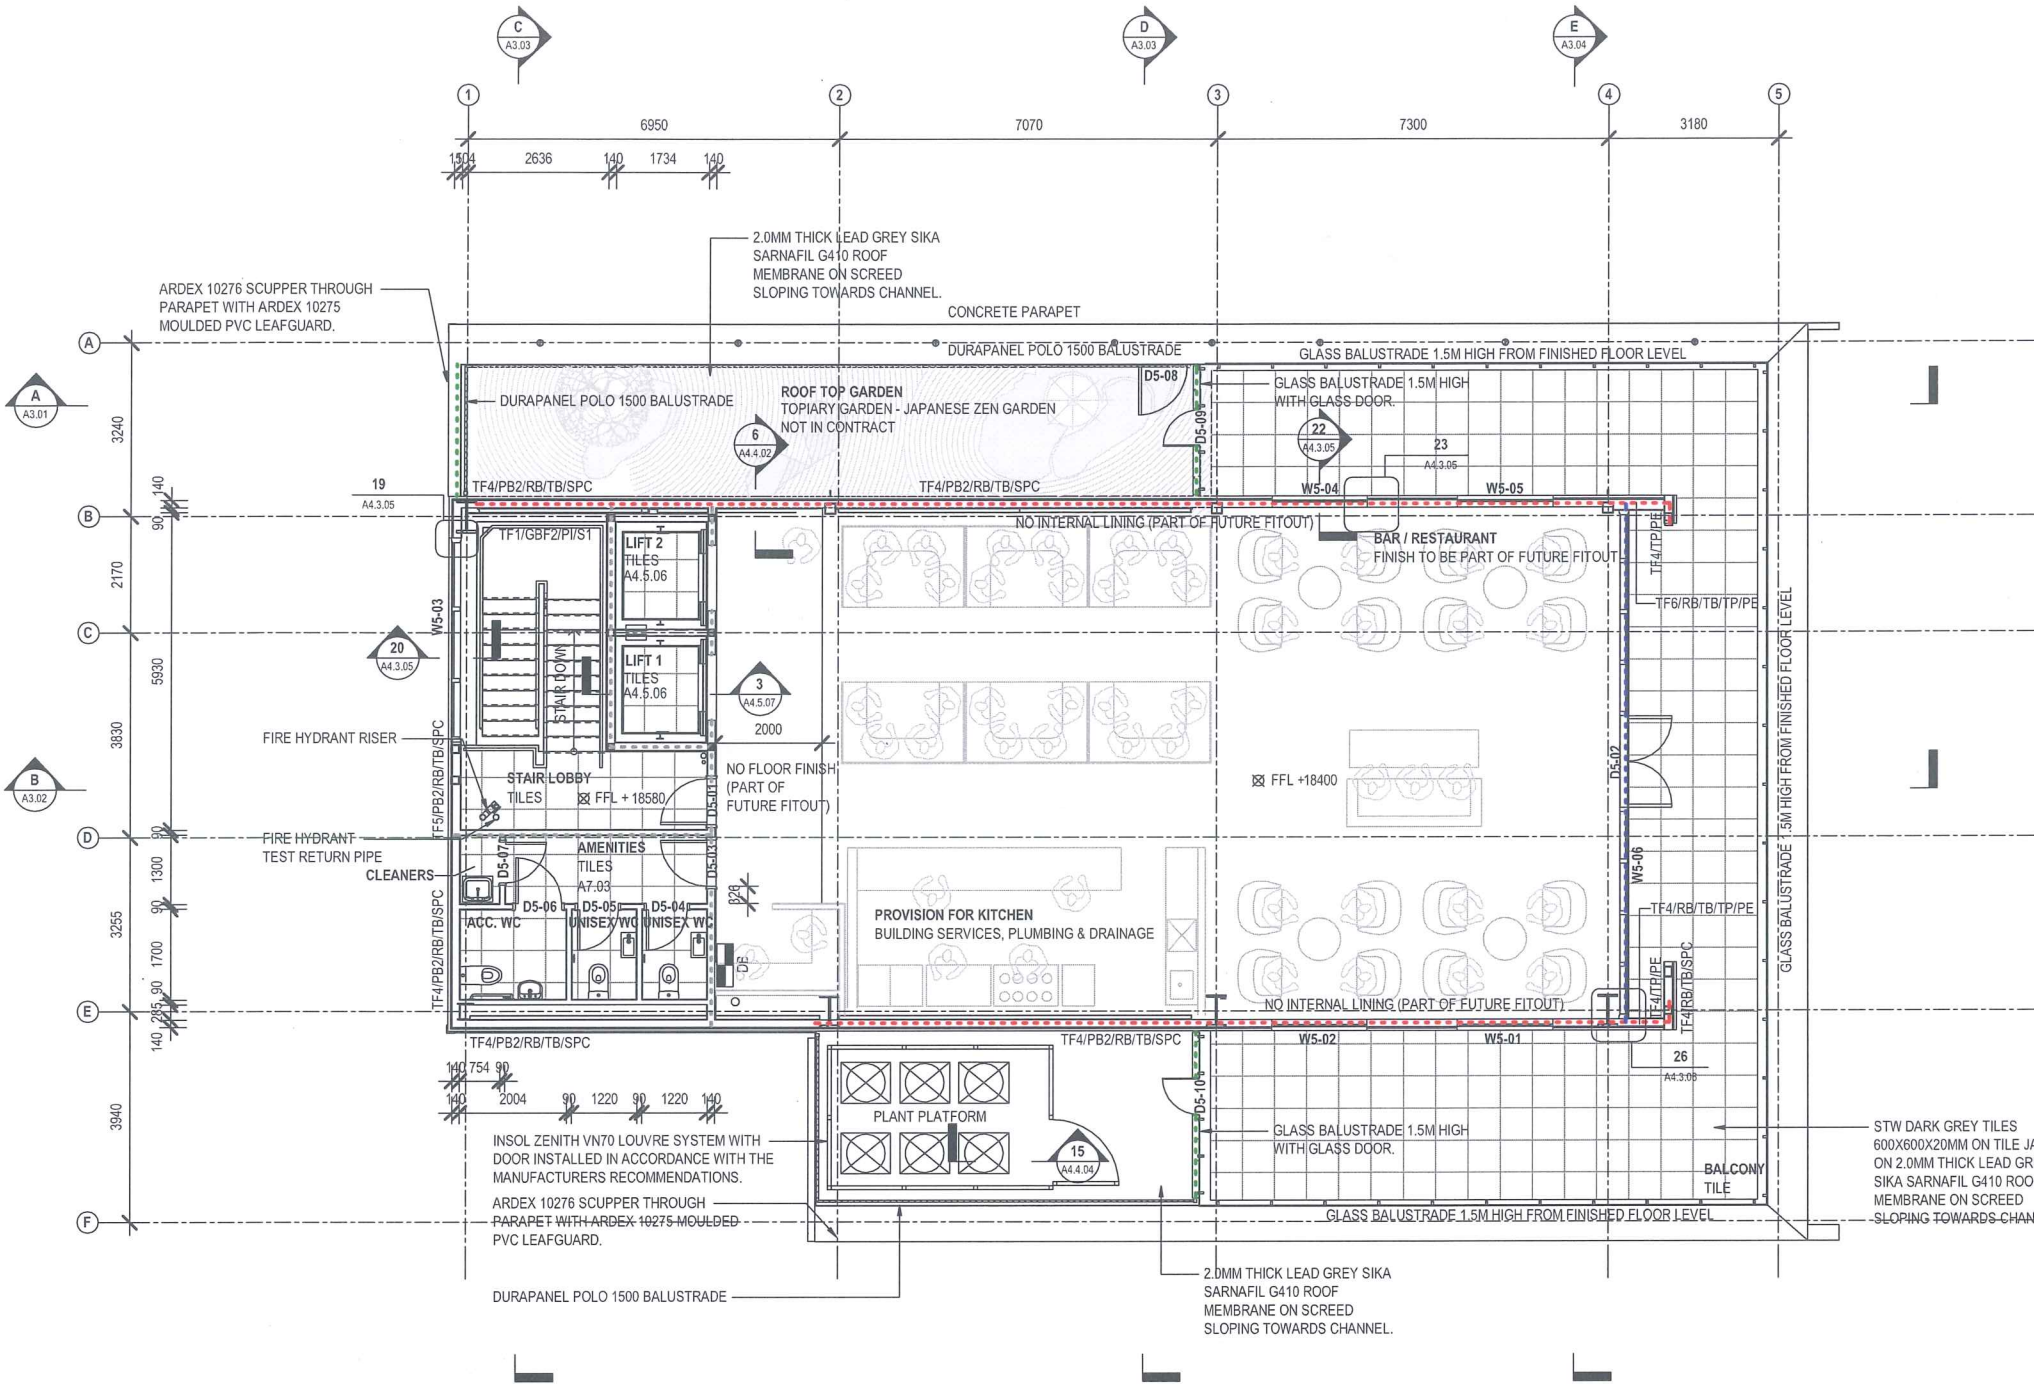 C
A3.03
D
A3.03
E
A3.04
1
2
3
4
5
6950
7070
7300
3180
2636
140
1734
140
2.0MM THICK LEAD GREY SIKA
SARNAFIL G410 ROOF
MEMBRANE ON SCREED
SLOPING TOWARDS CHANNEL.
ARDEX 10276 SCUPPER THROUGH
PARAPET WITH ARDEX 10275
MOULDED PVC LEAFGUARD.
CONCRETE PARAPET
A
DURAPANEL POLO 1500 BALUSTRADE
GLASS BALUSTRADE 1.5M HIGH FROM FINISHED FLOOR LEVEL
A
A3.01
3240
DURAPANEL POLO 1500 BALUSTRADE
ROOF TOP GARDEN
TOPIARY GARDEN - JAPANESE ZEN GARDEN
NOT IN CONTRACT
6
A4.4.02
D5-08
D5-09
GLASS BALUSTRADE 1.5M HIGH
WITH GLASS DOOR.
22
A4.3.05
23
A4.3.05
19
A4.3.05
140
TF4/PB2/RB/TB/SPC
TF4/PB2/RB/TB/SPC
W5-04
W5-05
B
90
NO INTERNAL LINING (PART OF FUTURE FITOUT)
TF1/GBF2/PI/S1
LIFT 2
TILES
A4.5.06
BAR / RESTAURANT
FINISH TO BE PART OF FUTURE FITOUT
TF4/TP/PE
2170
TF6/RB/TB/TP/PE
W5-03
C
20
A4.3.05
5930
STAIR DOWN
LIFT 1
TILES
A4.5.06
3
A4.5.07
2000
3830
FIRE HYDRANT RISER
TF5/PB2/RB/TB/SPC
STAIR LOBBY
TILES
FFL + 18580
D5-01
NO FLOOR FINISH
(PART OF
FUTURE FITOUT)
FFL +18400
D5-02
GLASS BALUSTRADE 1.5M HIGH FROM FINISHED FLOOR LEVEL
B
A3.02
D
90
FIRE HYDRANT
TEST RETURN PIPE
CLEANERS
D5-07
AMENITIES
TILES
A7.03
D5-03
1300
W5-06
90
TF4/PB2/RB/TB/SPC
D5-06
D5-05
D5-04
ACC. WC
UNISEX WC
UNISEX W
3255
1700
PROVISION FOR KITCHEN
BUILDING SERVICES, PLUMBING & DRAINAGE
TF4/RB/TB/TP/PE
90
TF4/TP/PE
TF4/RB/TB/SPC
E
285
140
NO INTERNAL LINING (PART OF FUTURE FITOUT)
TF4/PB2/RB/TB/SPC
TF4/PB2/RB/TB/SPC
W5-02
W5-01
26
140
754
90
140
2004
90
1220
90
1220
140
3940
D5-10
PLANT PLATFORM
15
A4.4.04
INSOL ZENITH VN70 LOUVRE SYSTEM WITH
DOOR INSTALLED IN ACCORDANCE WITH THE
MANUFACTURERS RECOMMENDATIONS.
GLASS BALUSTRADE 1.5M HIGH
WITH GLASS DOOR.
BALCONY
TILE
STW DARK GREY TILES
600X600X20MM ON TILE JA
ON 2.0MM THICK LEAD GR
SIKA SARNAFIL G410 ROO
MEMBRANE ON SCREED
SLOPING TOWARDS CHAN
ARDEX 10276 SCUPPER THROUGH
PARAPET WITH ARDEX 10275 MOULDED
PVC LEAFGUARD.
F
GLASS BALUSTRADE 1.5M HIGH FROM FINISHED FLOOR LEVEL
DURAPANEL POLO 1500 BALUSTRADE
2.0MM THICK LEAD GREY SIKA
SARNAFIL G410 ROOF
MEMBRANE ON SCREED
SLOPING TOWARDS CHANNEL.